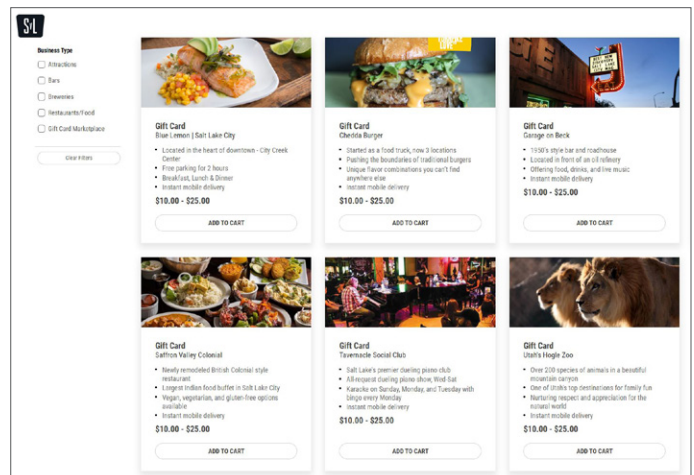 S/L
Business Type
Attractions
Bars
Breweries
Restaurants/Food
Gift Card Marketplace
Clear Filters
Gift Card
Blue Lemon | Salt Lake City
Located in the heart of downtown - City Creek
Center
Free parking for 2 hours
Breakfast, Lunch & Dinner
Instant mobile delivery
$10.00 - $25.00
ADD TO CART
Gift Card
Chedda Burger
Started as a food truck, now 3 locations
Pushing the boundaries of traditional burgers
Unique flavor combinations you can't find
anywhere else
Instant mobile delivery
$10.00 - $25.00
ADD TO CART
Gift Card
Garage on Beck
1950's style bar and roadhouse
Located in front of an oil refinery
Offering food, drinks, and live music
Instant mobile delivery
$10.00 - $25.00
ADD TO CART
Gift Card
Saffron Valley Colonial
Newly remodeled British Colonial style
restaurant
Largest Indian food buffet in Salt Lake City
Vegan, vegetarian, and gluten-free options
available
Instant mobile delivery
$10.00 - $25.00
ADD TO CART
Gift Card
Tavernacle Social Club
Salt Lake's premier dueling piano club
All request dueling piano show, Wed-Sat
Karaoke on Sunday, Monday, and Tuesday with
bingo every Monday
Instant mobile delivery
$10.00 - $25.00
ADD TO CART
Gift Card
Utah's Hogle Zoo
Over 200 species of animals in a beautiful
mountain canyon
One of Utah's top destinations for family fun
Nurturing respect and appreciation for the
natural world
Instant mobile delivery
$10.00 - $25.00
ADD TO CART